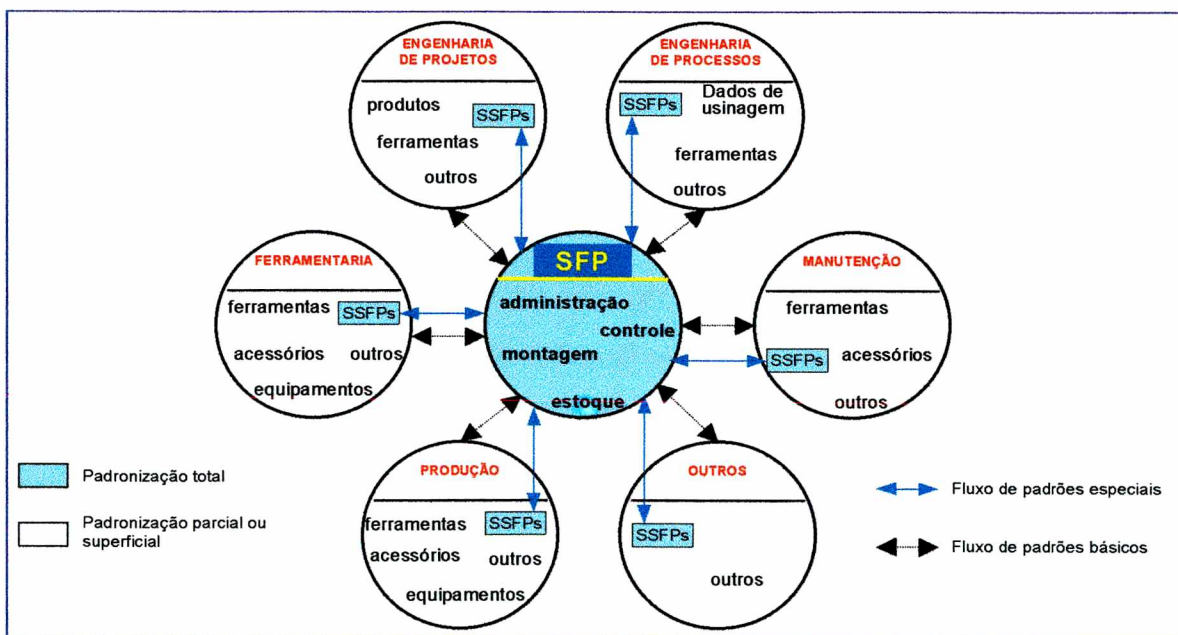 ENGENHARIA
DE PROJETOS
produtos
SSFPs
ferramentas
outros
ENGENHARIA
DE PROCESSOS
SSFPs
Dados de
usinagem
ferramentas
outros
FERRAMENTARIA
ferramentas
SSFPs
acessórios
outros
equipamentos
SFP
administração
controle
montagem
estoque
MANUTENÇÃO
ferramentas
SSFPs
acessórios
outros
PRODUÇÃO
ferramentas
SSFPs
acessórios
outros
equipamentos
OUTROS
SSFPs
outros
Padronização total
Padronização parcial ou
superficial
Fluxo de padrões especiais
Fluxo de padrões básicos